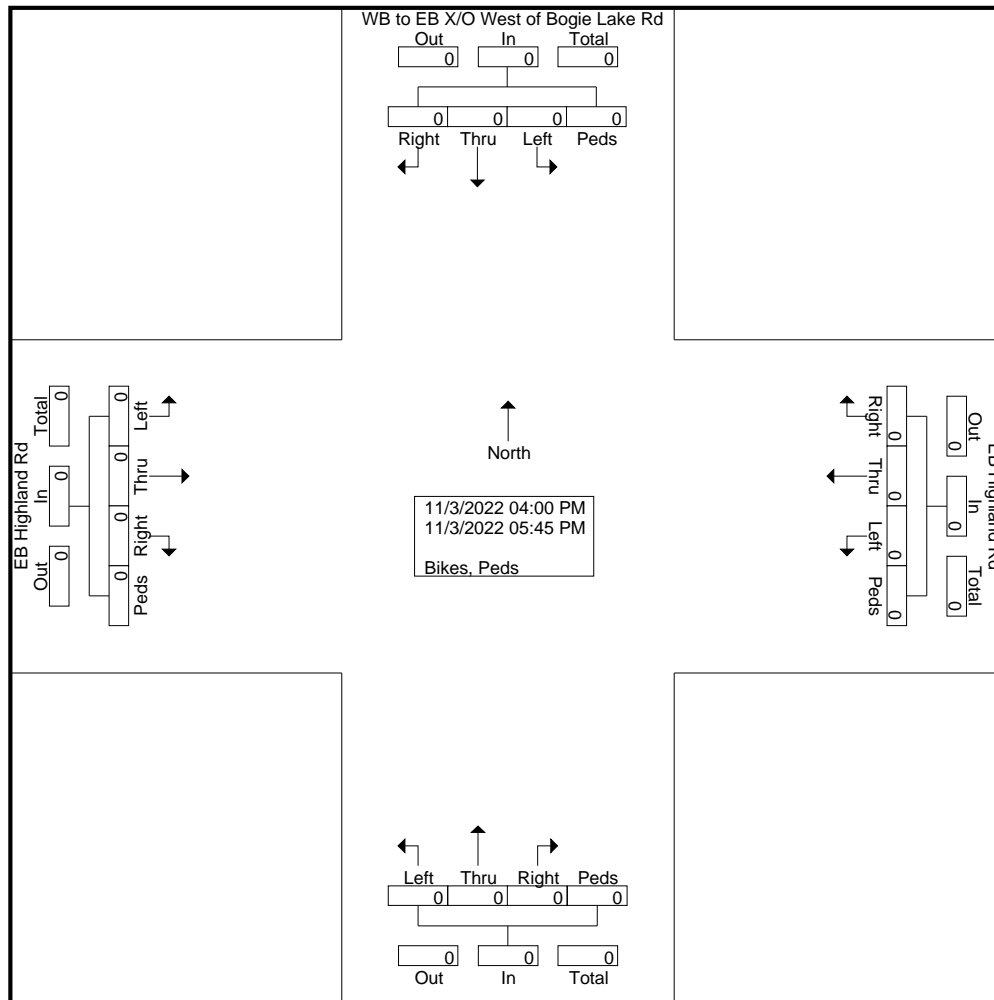 WB to EB X/O West of Bogie Lake Rd
Out In Total
0 0 0
0 0 0 0
Right Thru Left Peds
EB Highland Rd
Total In Out
0 0 0
0 0 0 0
Left Thru Right Peds
North
11/3/2022 04:00 PM
11/3/2022 05:45 PM
Bikes, Peds
Right Thru Left Peds
0 0 0 0
Out In Total
0 0 0
EB Highland Rd
Left Thru Right Peds
0 0 0 0
0 0 0
Out In Total